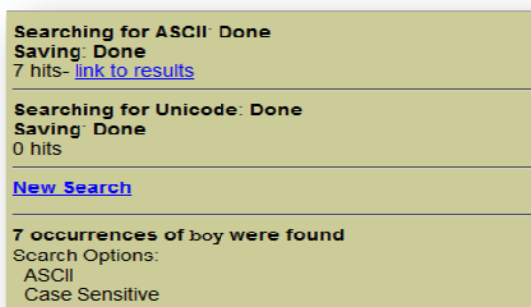 Searching for ASCII: Done
Saving: Done
7 hits- link to results
Searching for Unicode: Done
Saving: Done
0 hits
New Search
7 occurrences of boy were found
Search Options:
ASCII
Case Sensitive